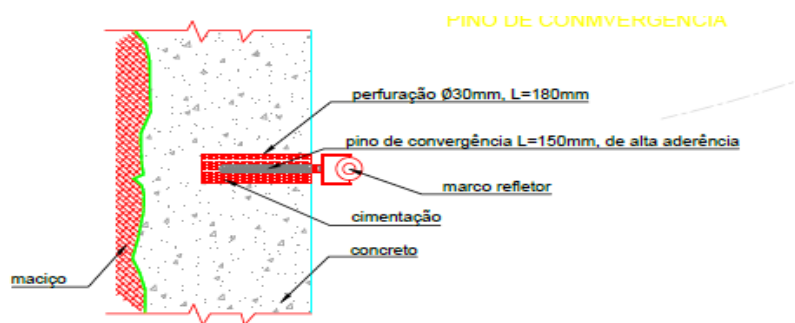 PINO DE CONMVERGENCIA
perfuração Ø30mm, L=180mm
pino de convergência L=150mm, de alta aderência
marco refletor
cimentação
concreto
maciço